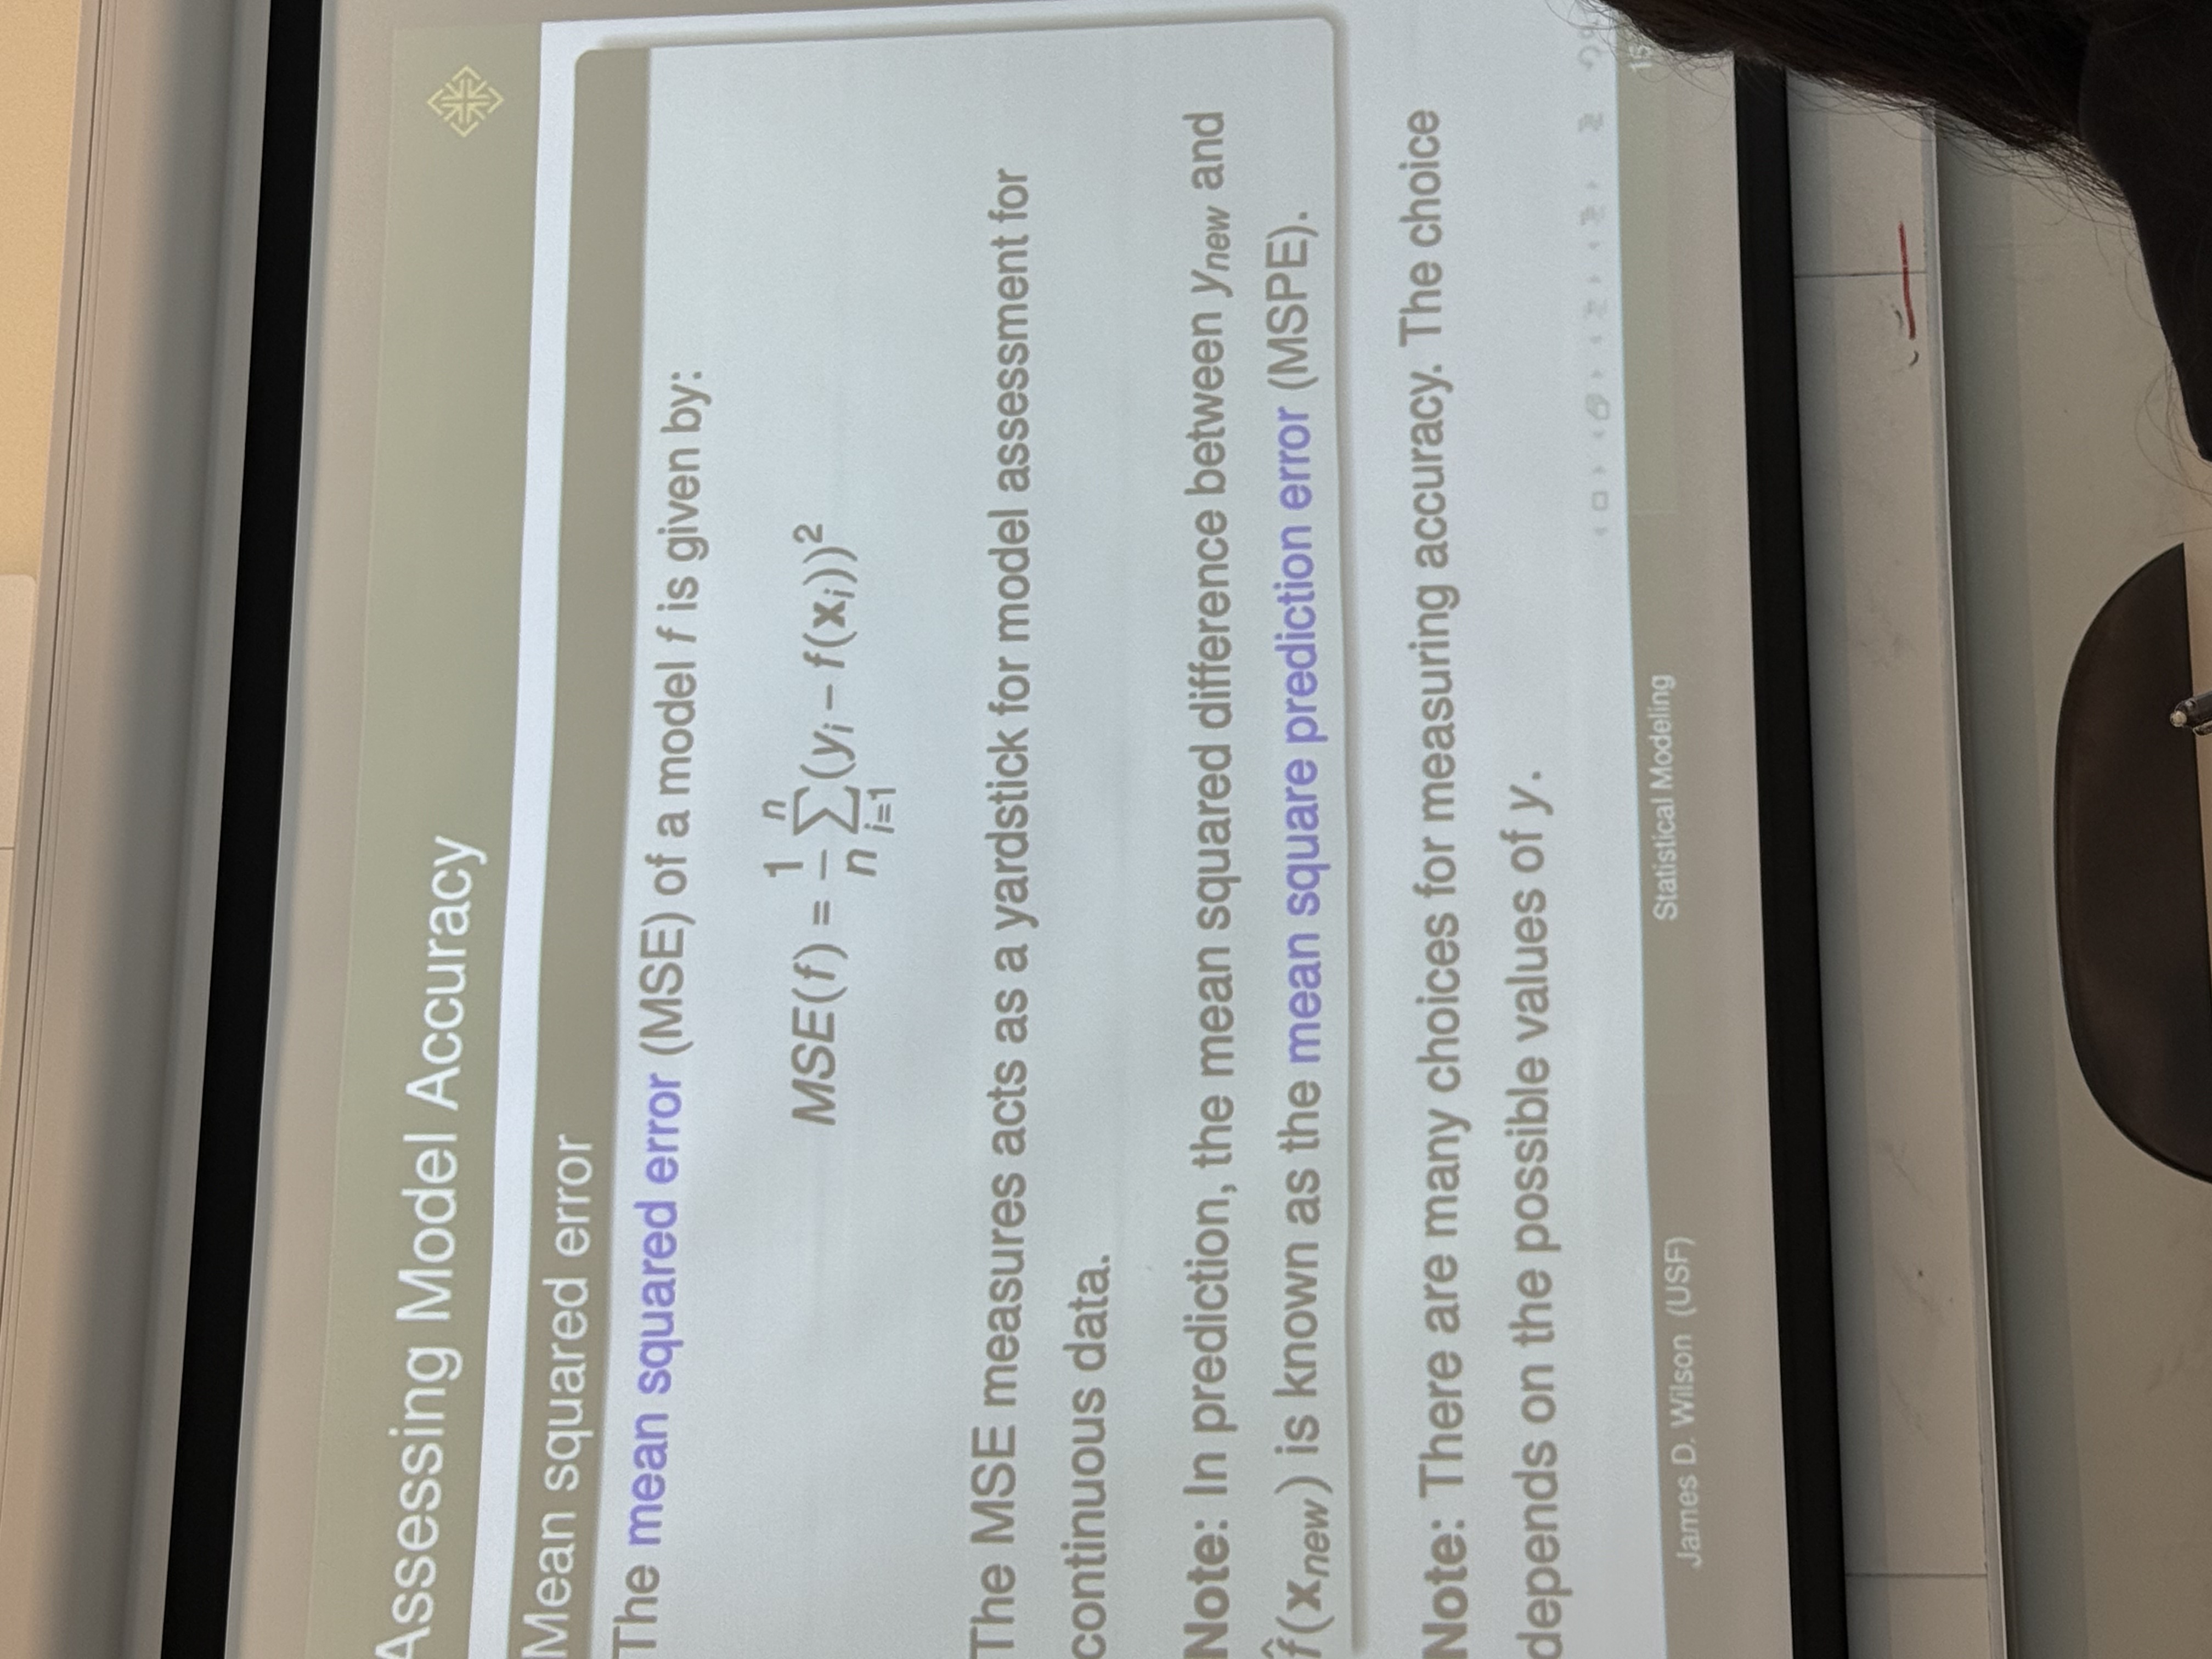 Assessing Model Accuracy
Mean squared error
The mean squared error (MSE) of a model f is given by:
MSE(f) = \frac{1}{n} \sum_{i=1}^{n} (y_i − f(\mathbf{x}_i))^2
The MSE measures acts as a yardstick for model assessment for
continuous data.
Note: In prediction, the mean squared difference between y_{new} and
\hat{f}(\mathbf{x}_{new}) is known as the mean square prediction error (MSPE).
Note: There are many choices for measuring accuracy. The choice
depends on the possible values of y.
James D. Wilson (USF) Statistical Modeling